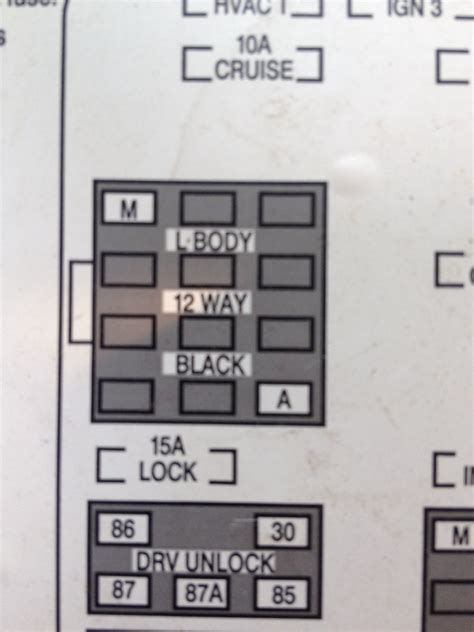 fuse.
HVAC 1
IGN 3
s
10A
CRUISE
M
L-BODY
12 WAY
BLACK
A
15A
LOCK
86
30
M
DRV UNLOCK
87
87A
85